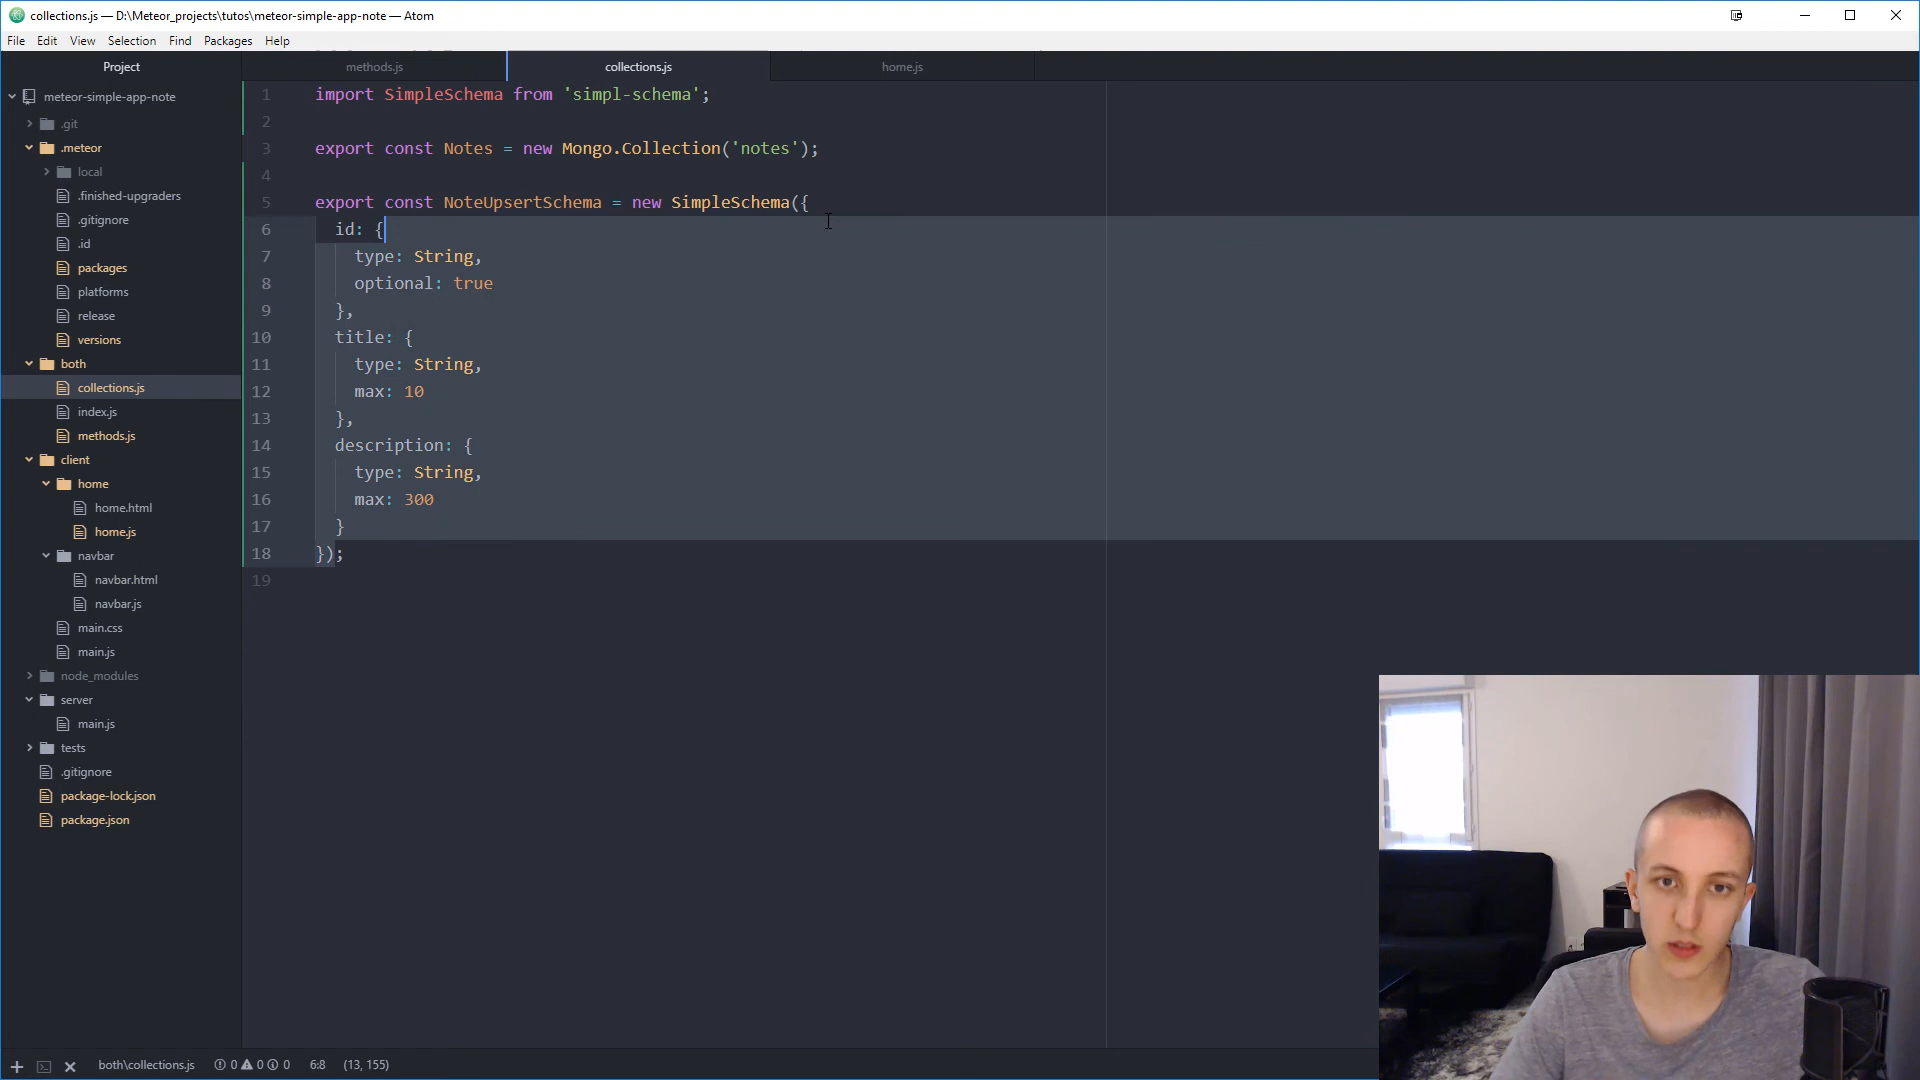 collections.js — D:\Meteor_projects\tutos\meteor-simple-app-note — Atom
File Edit View Selection Find Packages Help
Project
methods.js
collections.js
home.js
meteor-simple-app-note
.git
.meteor
local
.finished-upgraders
.gitignore
.id
packages
platforms
release
versions
both
collections.js
index.js
methods.js
client
home
home.html
home.js
navbar
navbar.html
navbar.js
main.css
main.js
node_modules
server
main.js
tests
.gitignore
package-lock.json
package.json
1 import SimpleSchema from 'simpl-schema';
2
3 export const Notes = new Mongo.Collection('notes');
4
5 export const NoteUpsertSchema = new SimpleSchema({
6 id: {
7 type: String,
8 optional: true
9 },
10 title: {
11 type: String,
12 max: 10
13 },
14 description: {
15 type: String,
16 max: 300
17 }
18 });
19
both\collections.js 0 0 0 6:8 (13, 155)